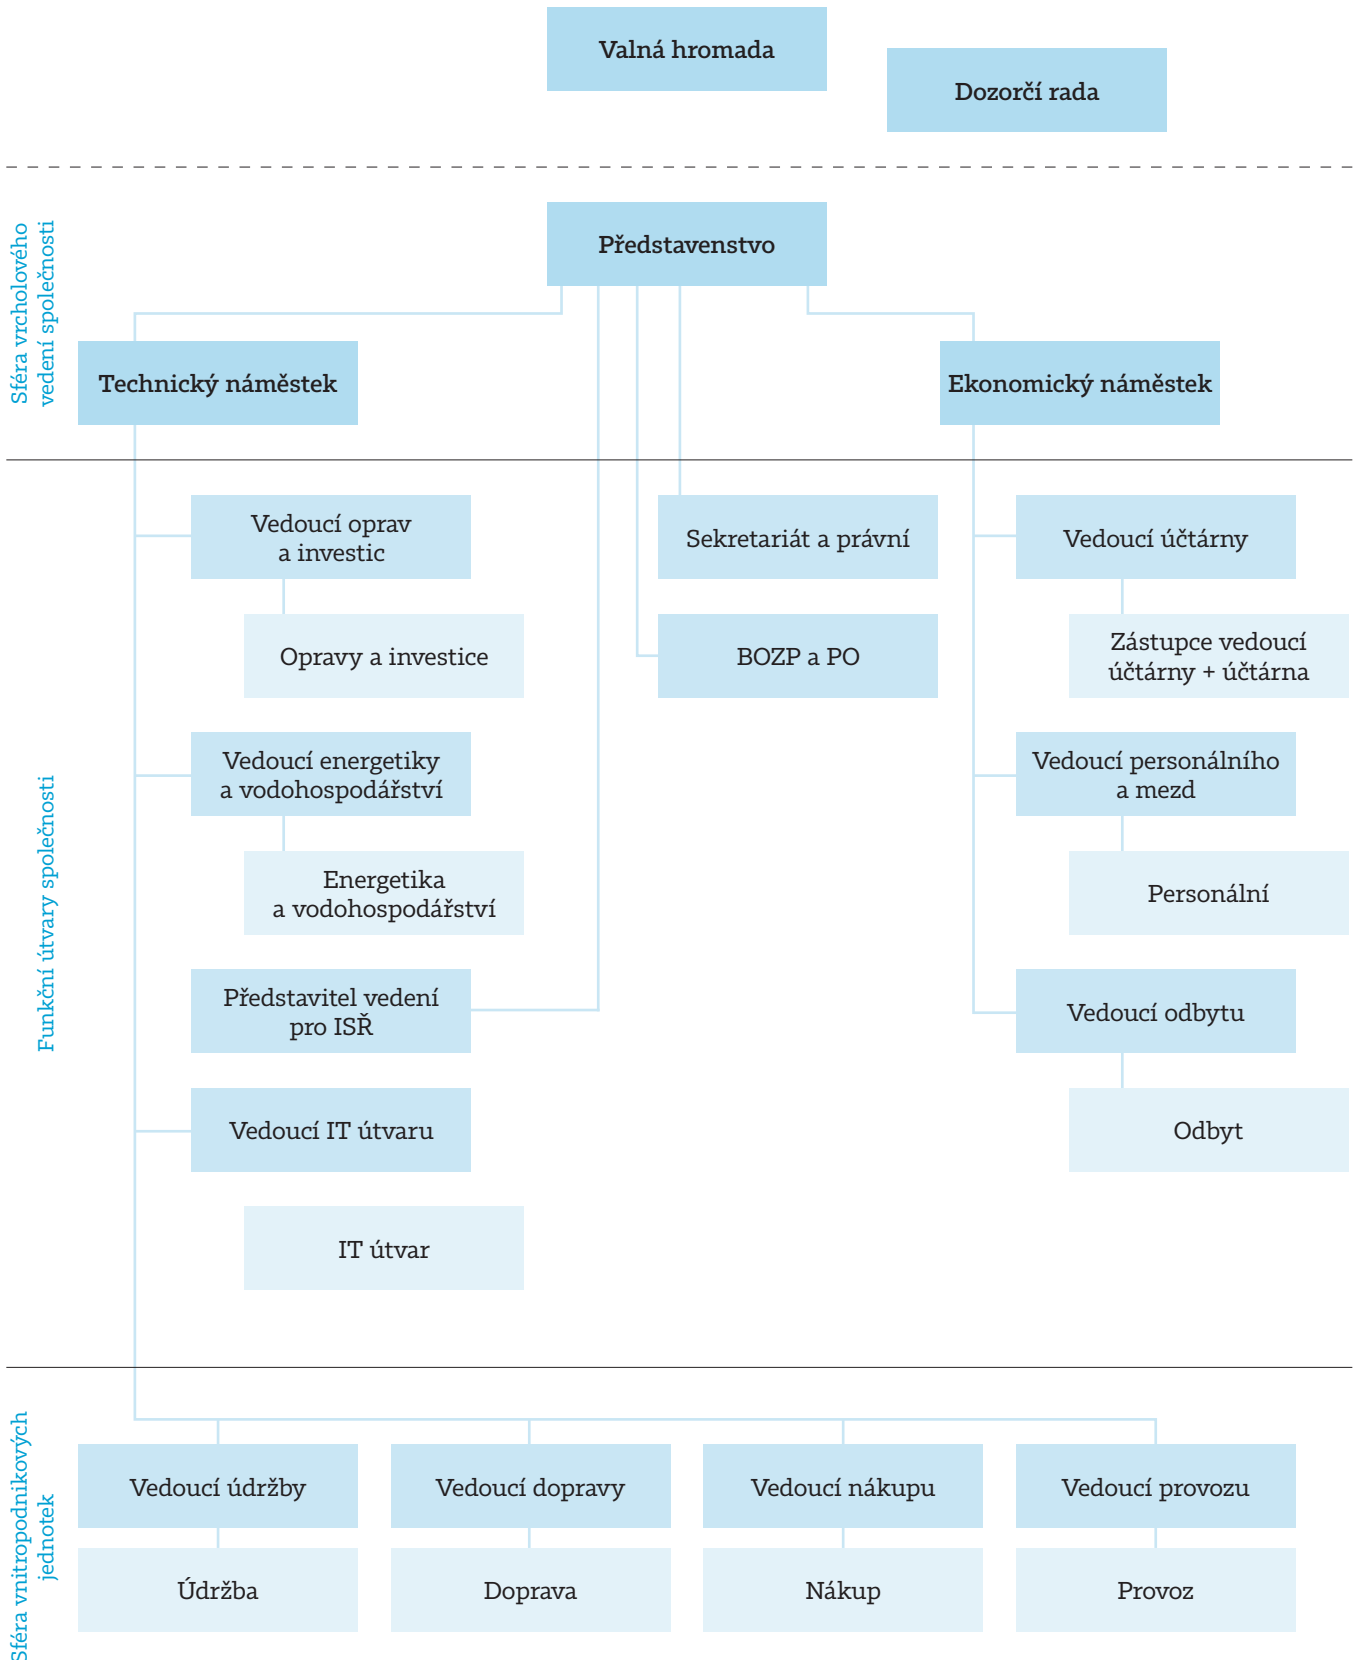 Valná hromada
Dozorčí rada
Sféra vrcholového
vedení společnosti
Představenstvo
Technický náměstek
Ekonomický náměstek
Funkční útvary společnosti
Vedoucí oprav
a investic
Opravy a investice
Vedoucí energetiky
a vodohospodářství
Energetika
a vodohospodářství
Představitel vedení
pro ISŘ
Vedoucí IT útvaru
IT útvar
Sekretariát a právní
BOZP a PO
Vedoucí účtárny
Zástupce vedoucí
účtárny + účtárna
Vedoucí personálního
a mezd
Personální
Vedoucí odbytu
Odbyt
Sféra vnitropodnikových
jednotek
Vedoucí údržby
Vedoucí dopravy
Vedoucí nákupu
Vedoucí provozu
Údržba
Doprava
Nákup
Provoz